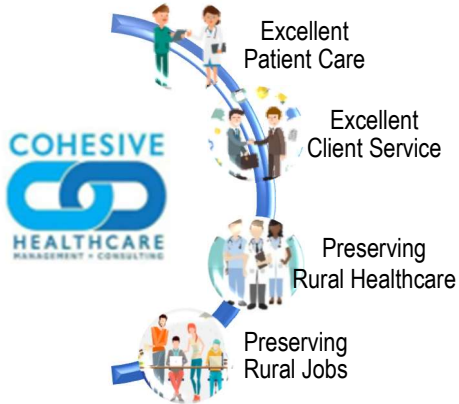 COHESIVE
HEALTHCARE
MANAGEMENT + CONSULTING
Excellent
Patient Care
Excellent
Client Service
Preserving
Rural Healthcare
Preserving
Rural Jobs